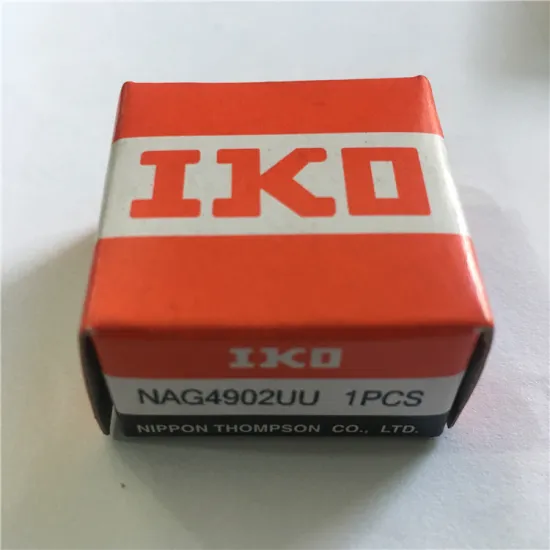 IKO
IKO
NAG4902UU 1PCS
NIPPON THOMPSON CO., LTD.